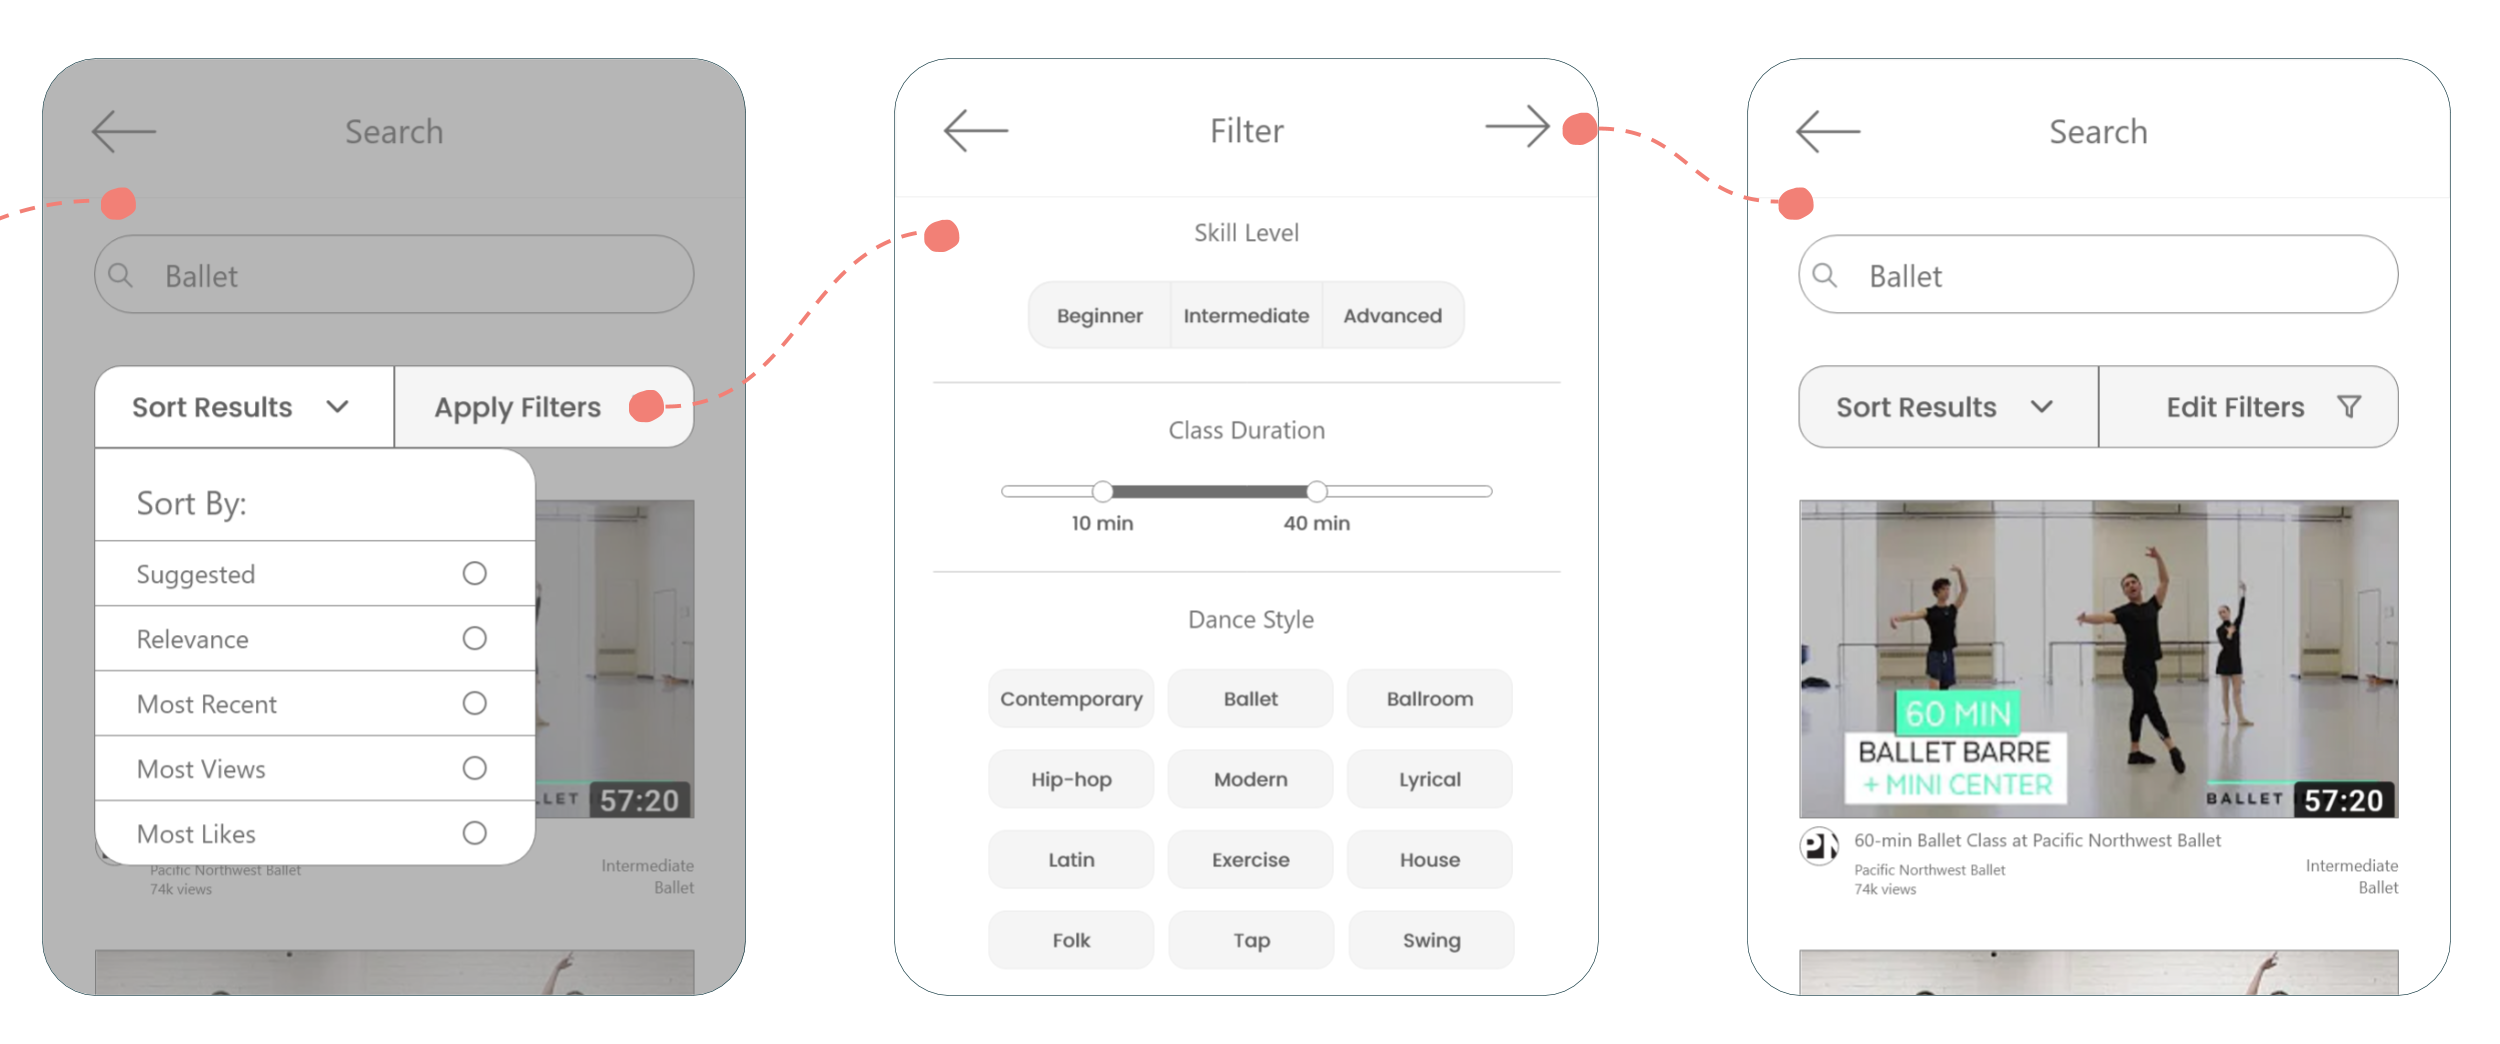 Search
Ballet
Sort Results
Apply Filters
Sort By:
Suggested
Relevance
Most Recent
Most Views
Most Likes
LLET
57:20
Pacific Northwest Ballet
74k views
Intermediate
Ballet
Filter
Skill Level
Beginner
Intermediate
Advanced
Class Duration
10 min
40 min
Dance Style
Contemporary
Ballet
Ballroom
Hip-hop
Modern
Lyrical
Latin
Exercise
House
Folk
Tap
Swing
Search
Ballet
Sort Results
Edit Filters
60 MIN
BALLET BARRE
+ MINI CENTER
BALLET
57:20
60-min Ballet Class at Pacific Northwest Ballet
Pacific Northwest Ballet
74k views
Intermediate
Ballet